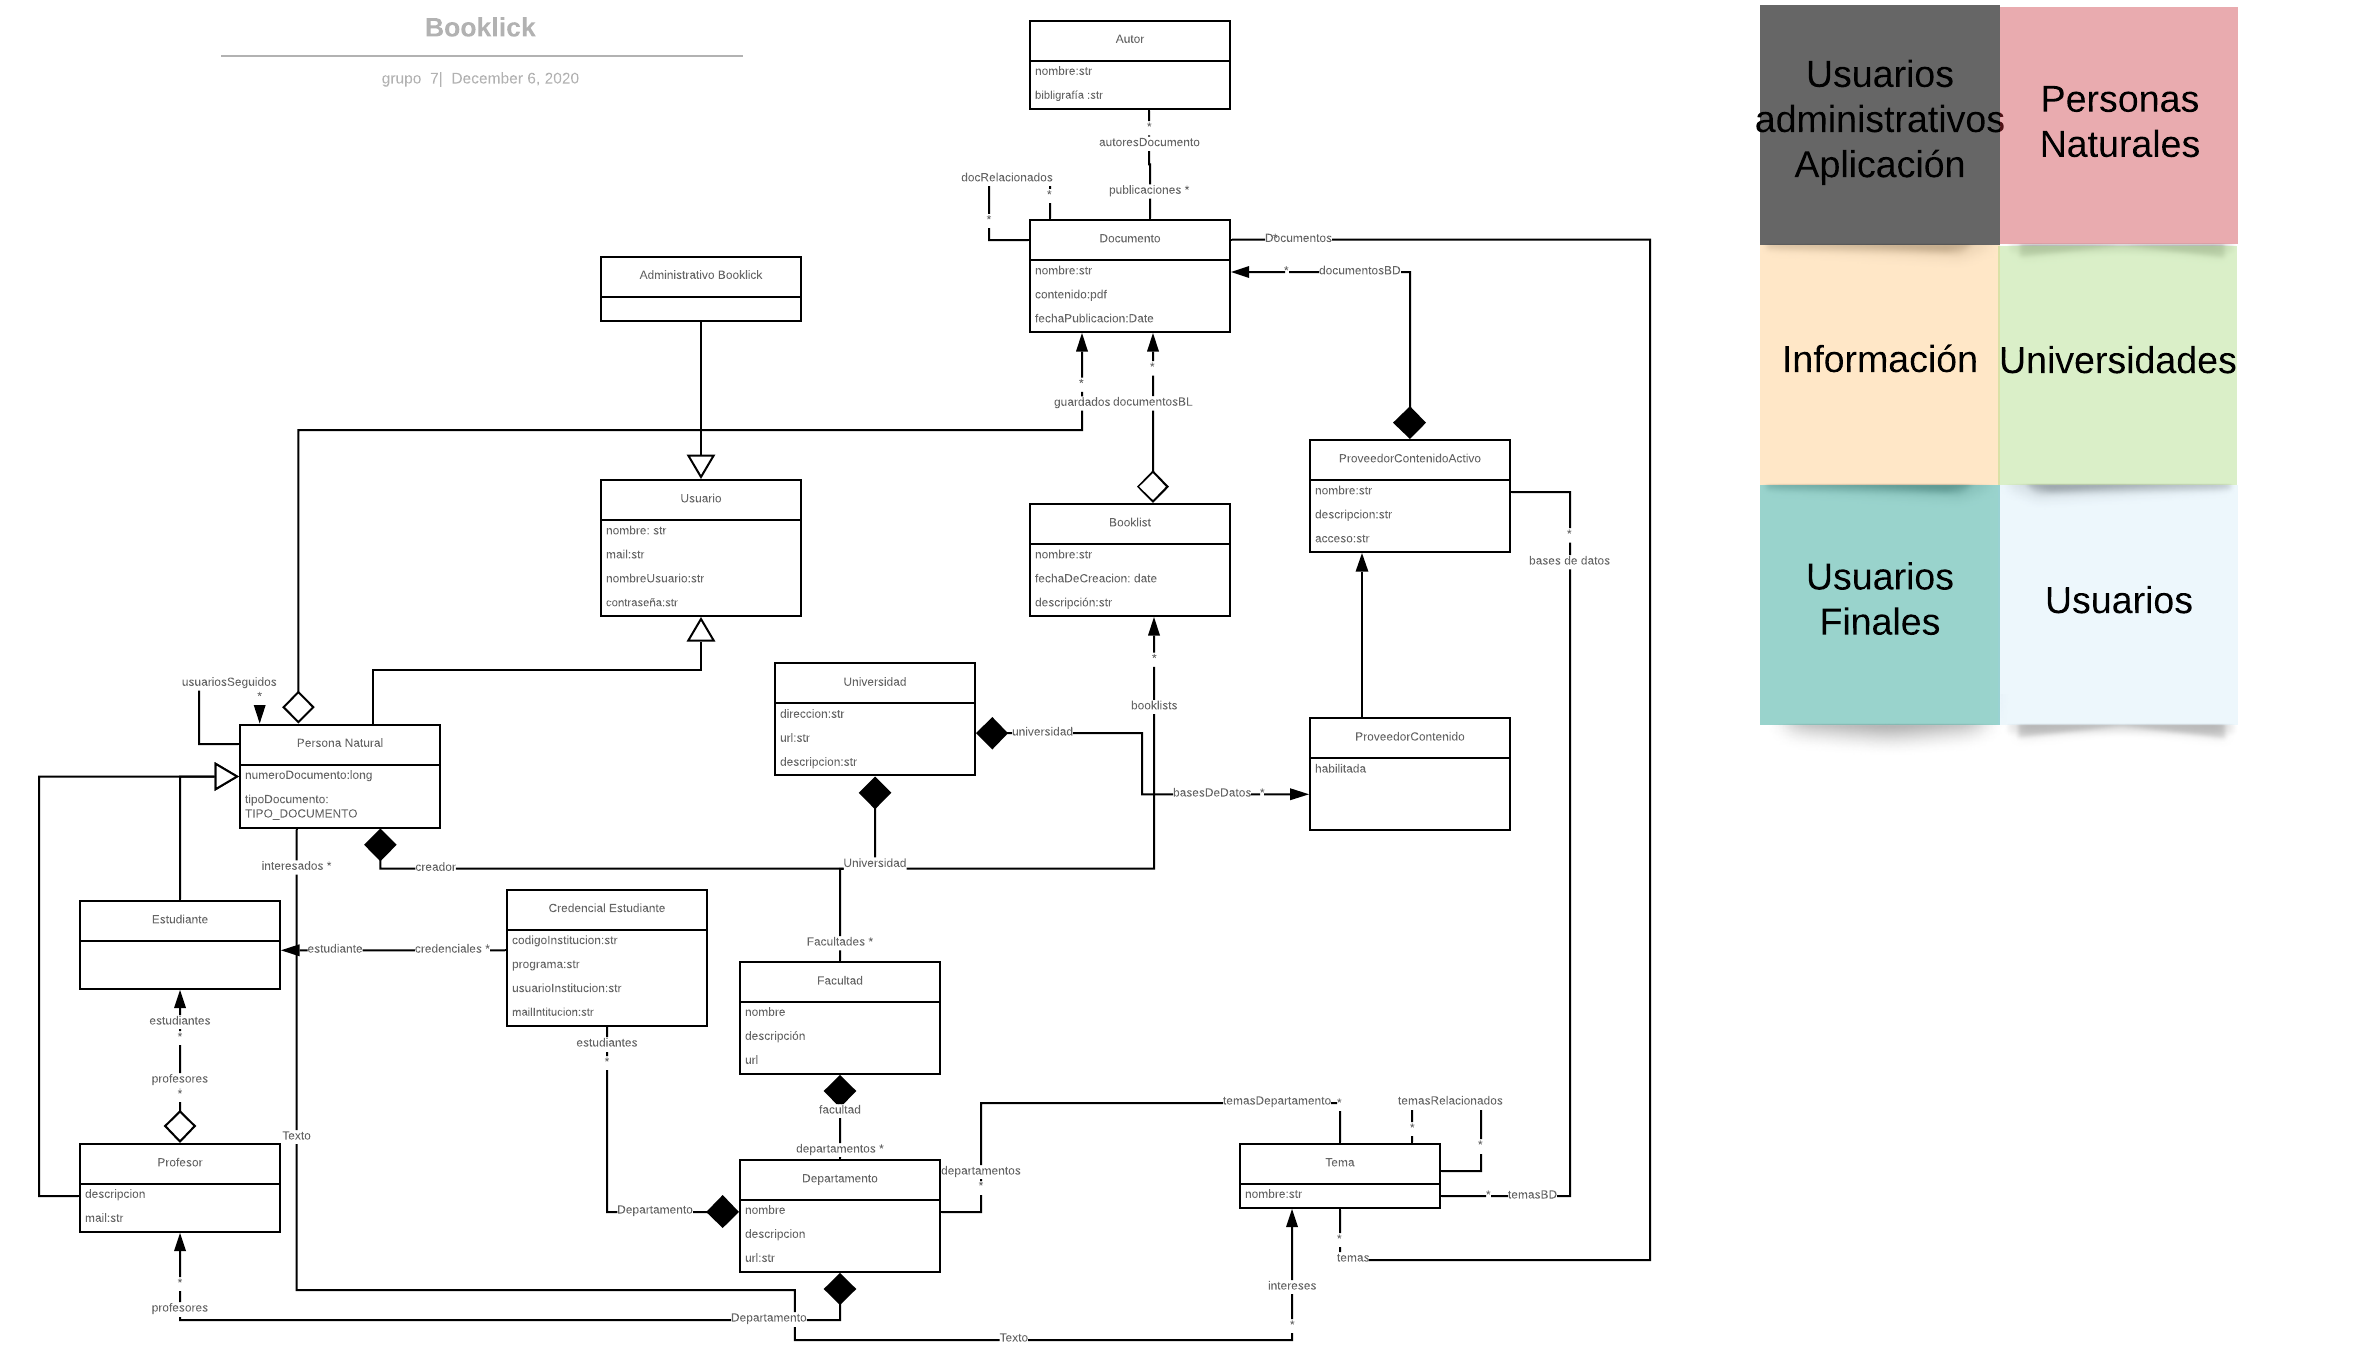 Booklick
grupo  7|  December 6, 2020
Autor
nombre:str
bibligrafía :str
*
autoresDocumento
publicaciones *
docRelacionados
*
*
Documento
nombre:str
contenido:pdf
fechaPublicacion:Date
Documentos
*
* documentosBD
Administrativo Booklick
*
guardados
*
documentosBL
Usuario
nombre: str
mail:str
nombreUsuario:str
contraseña:str
Booklist
nombre:str
fechaDeCreacion: date
descripción:str
ProveedorContenidoActivo
nombre:str
descripcion:str
acceso:str
*
bases de datos
*
booklists
usuariosSeguidos
*
Persona Natural
numeroDocumento:long
tipoDocumento:
TIPO_DOCUMENTO
Universidad
direccion:str
url:str
descripcion:str
universidad
basesDeDatos *
ProveedorContenido
habilitada
interesados *
creador
Universidad
Facultades *
Estudiante
estudiante
credenciales *
Credencial Estudiante
codigoInstitucion:str
programa:str
usuarioInstitucion:str
mailIntitucion:str
Facultad
nombre
descripción
url
estudiantes
*
profesores
*
estudiantes
*
facultad
departamentos *
Texto
Profesor
descripcion
mail:str
Departamento
Departamento
nombre
descripcion
url:str
departamentos
*
temasDepartamento *
temasRelacionados
*
*
Tema
nombre:str
* temasBD
*
temas
intereses
*
*
profesores
Departamento
Texto
Usuarios
administrativos
Aplicación
Personas
Naturales
Información
Universidades
Usuarios
Finales
Usuarios